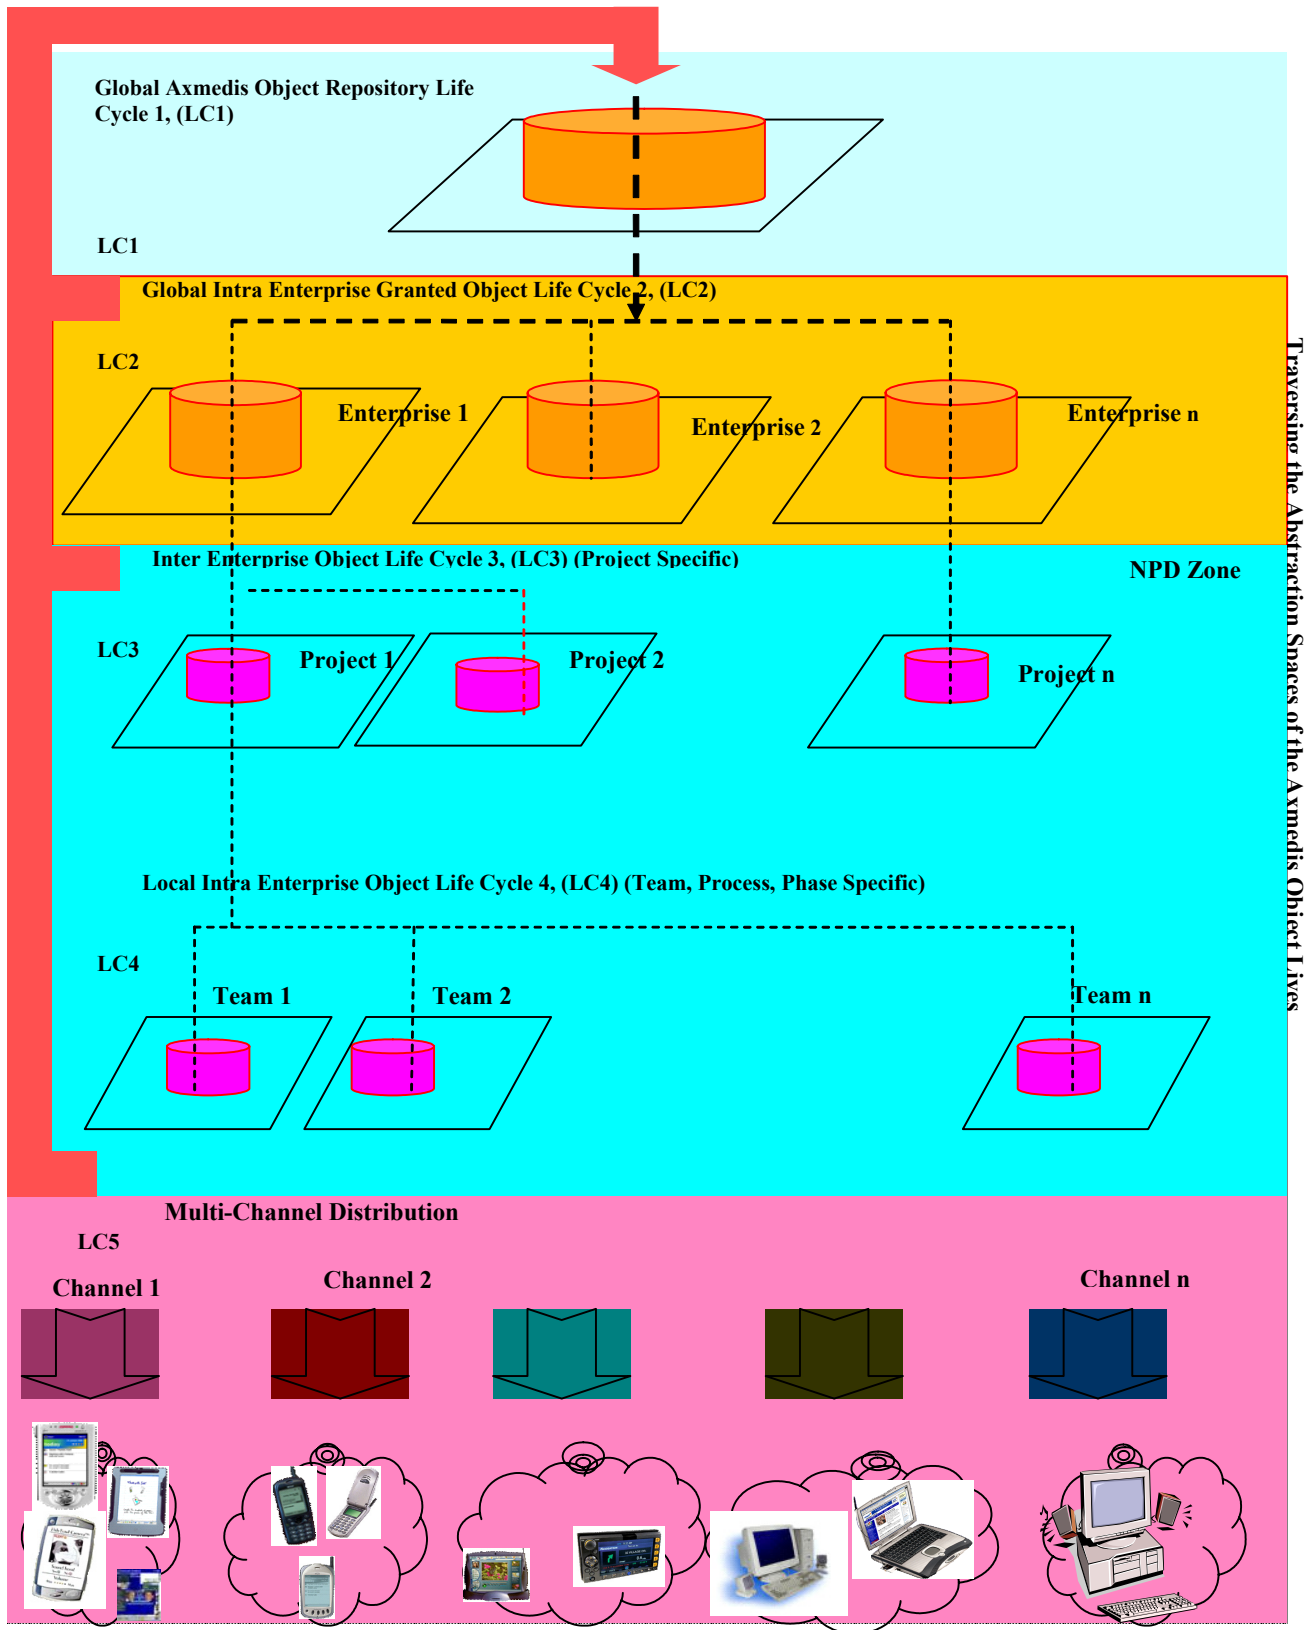 Global Axmedis Object Repository Life
Cycle 1, (LC1)
LC1
Global Intra Enterprise Granted Object Life Cycle 2, (LC2)
LC2
Enterprise 1
Enterprise 2
Enterprise n
Traversing the Abstraction Spaces of the Axmedis Object Lives
Inter Enterprise Object Life Cycle 3, (LC3) (Project Specific)
NPD Zone
LC3
Project 1
Project 2
Project n
Local Intra Enterprise Object Life Cycle 4, (LC4) (Team, Process, Phase Specific)
LC4
Team 1
Team 2
Team n
Multi-Channel Distribution
LC5
Channel 1
Channel 2
Channel n